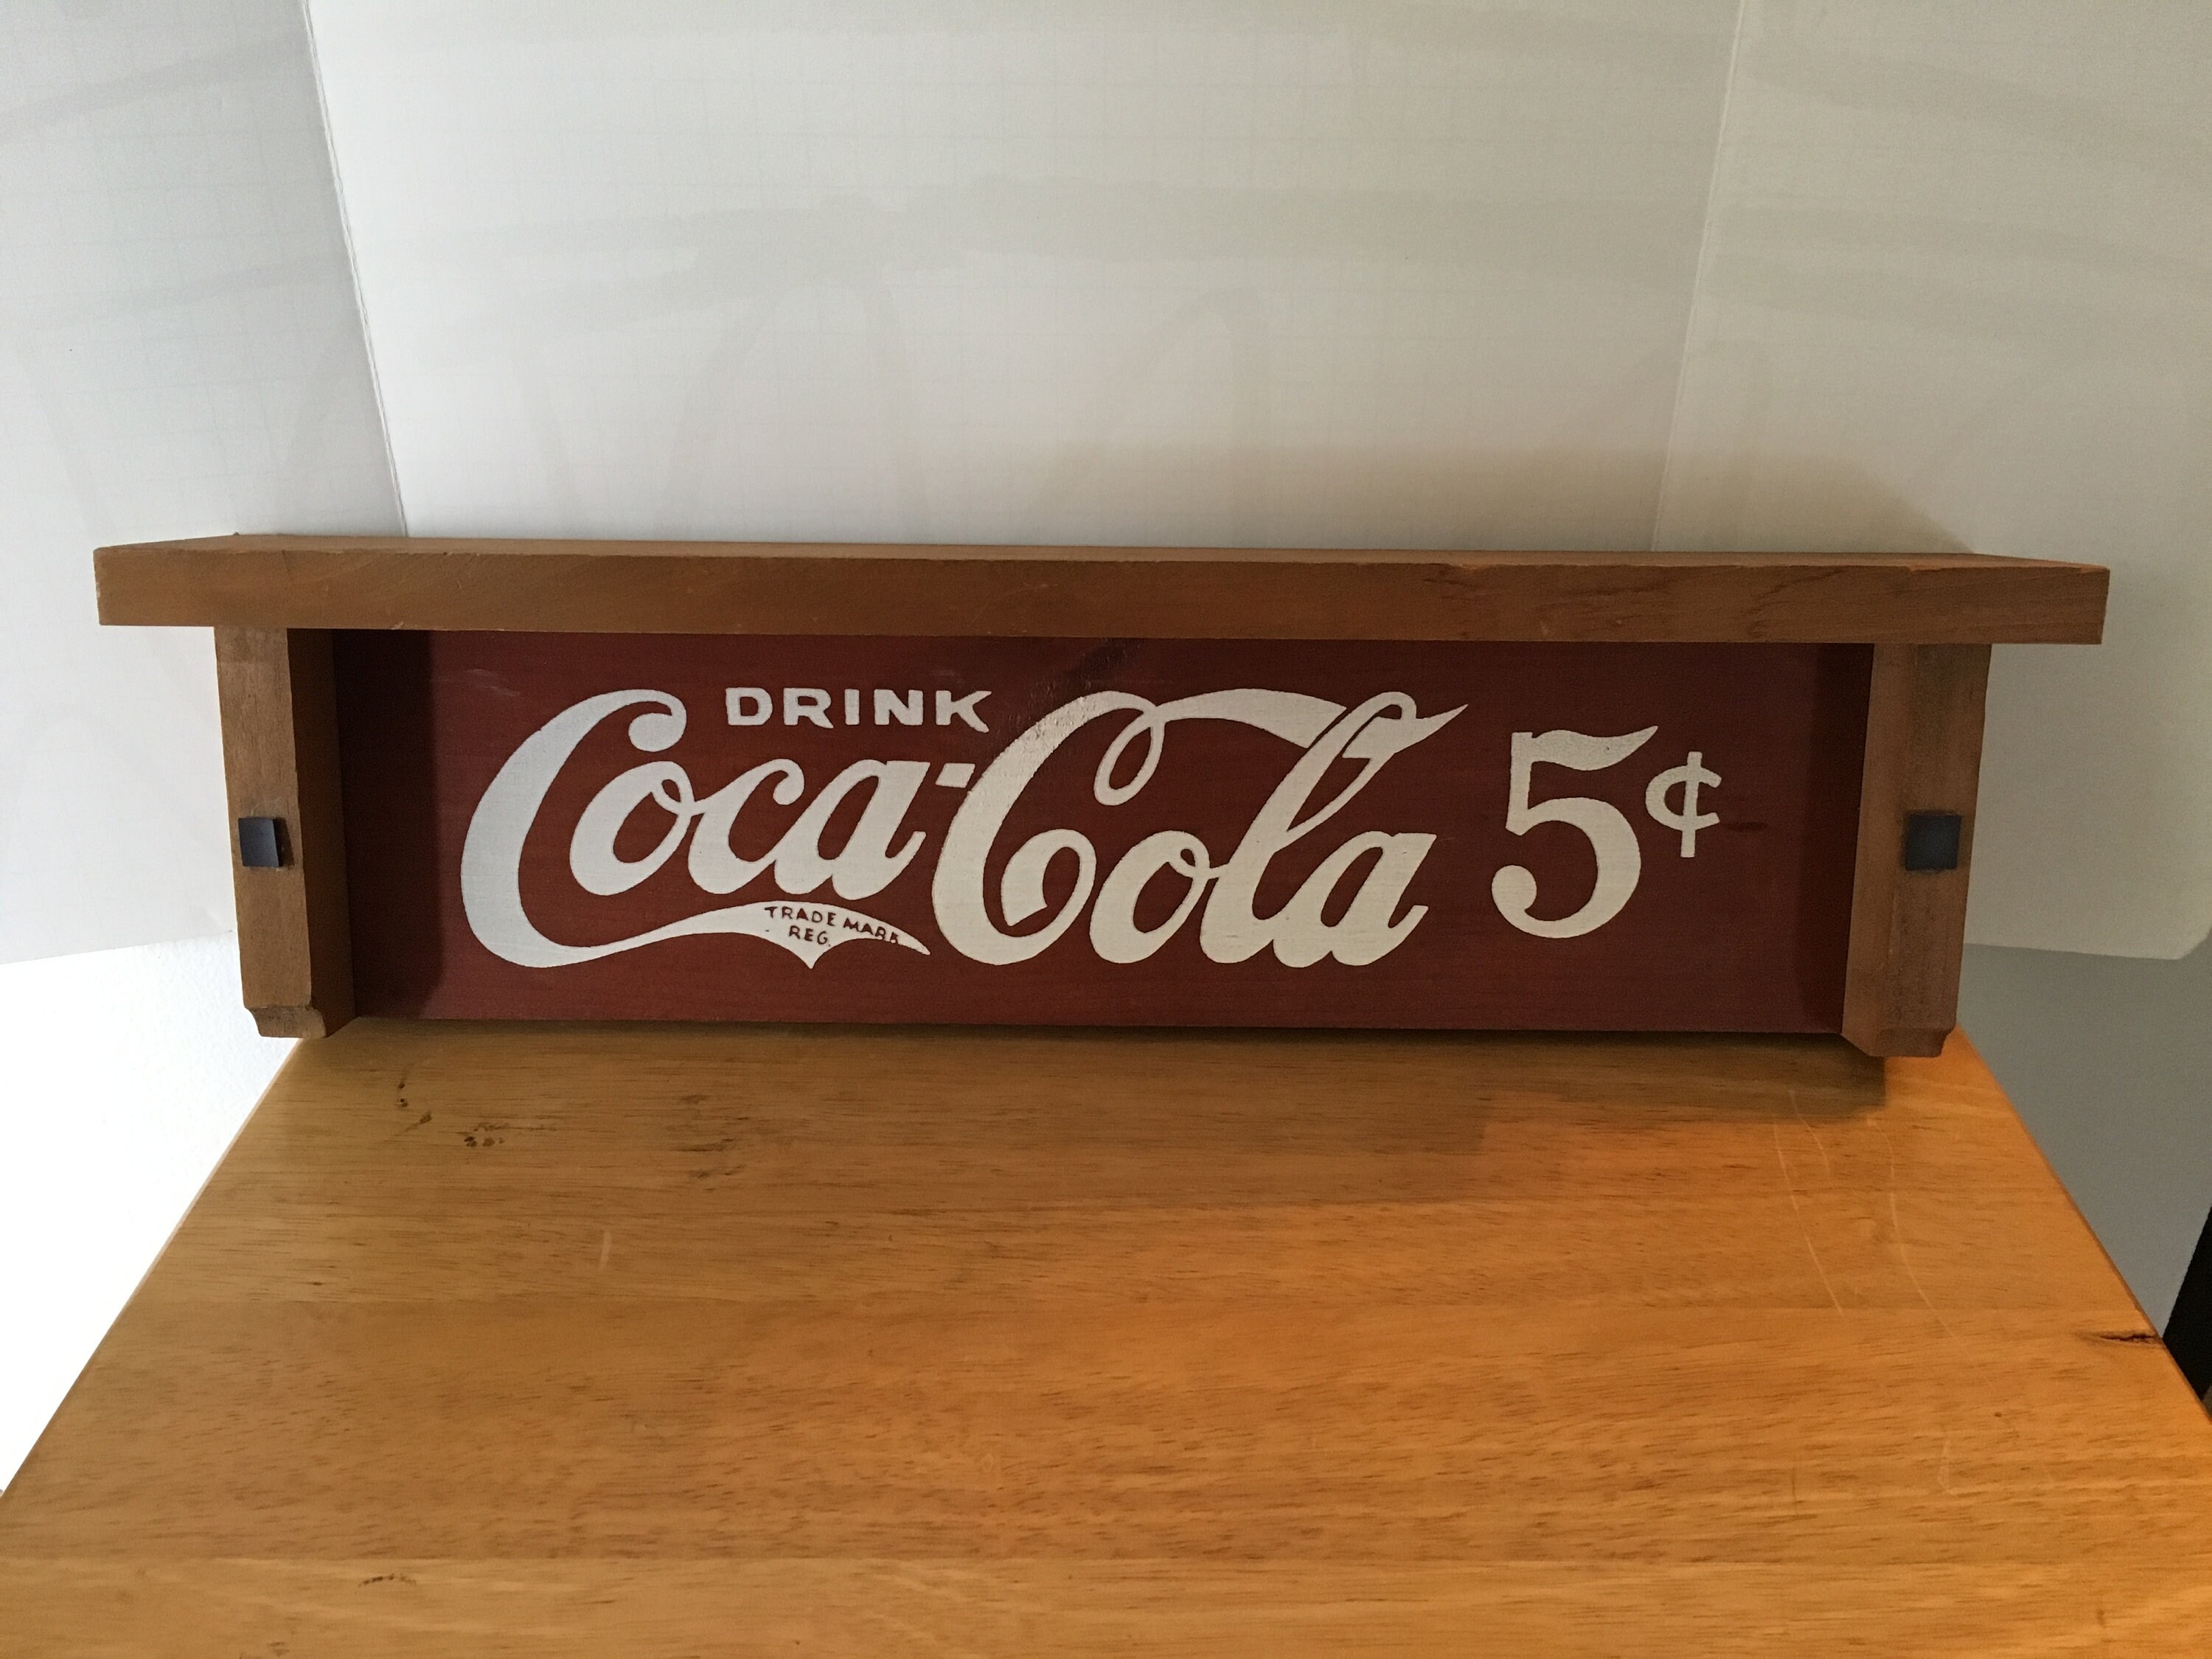 DRINK
Coca-Cola 5¢
TRADE MARK
REG.